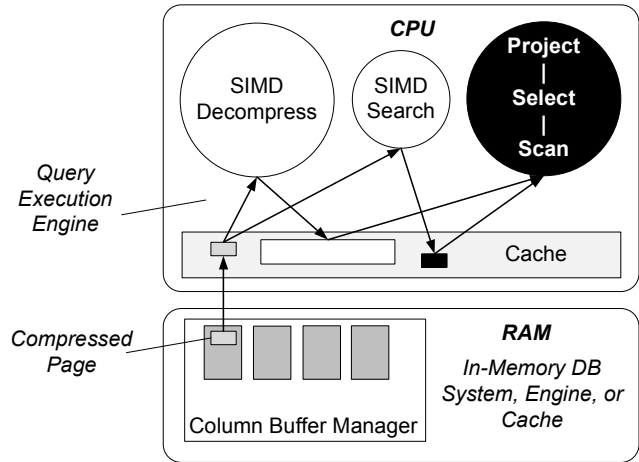 CPU
SIMD
Decompress
SIMD
Search
Project
Select
Scan
Query
Execution
Engine
Cache
Compressed
Page
RAM
In-Memory DB
System, Engine, or
Cache
Column Buffer Manager